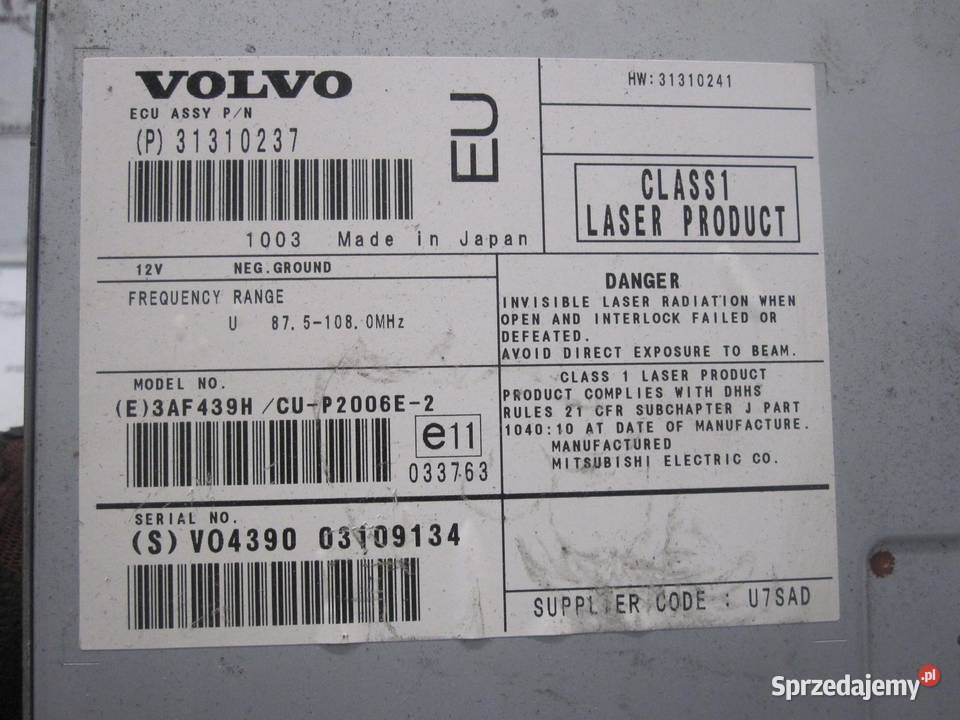 VOLVO
ECU ASSY P/N
(P) 31310237
EU
1003 Made in Japan
HW:31310241
CLASS1
LASER PRODUCT
12V NEG.GROUND
FREQUENCY RANGE
U 87.5-108.0MHz
DANGER
INVISIBLE LASER RADIATION WHEN
OPEN AND INTERLOCK FAILED OR
DEFEATED.
AVOID DIRECT EXPOSURE TO BEAM.
MODEL NO.
(E)3AF439H/CU-P2006E-2
e11
033763
CLASS 1 LASER PRODUCT
PRODUCT COMPLIES WITH DHHS
RULES 21 CFR SUBCHAPTER J PART
1040:10 AT DATE OF MANUFACTURE.
MANUFACTURED
MITSUBISHI ELECTRIC CO.
SERIAL NO.
(S) VO4390 03109134
SUPPLIER CODE : U7SAD
Sprzedajemy.pl